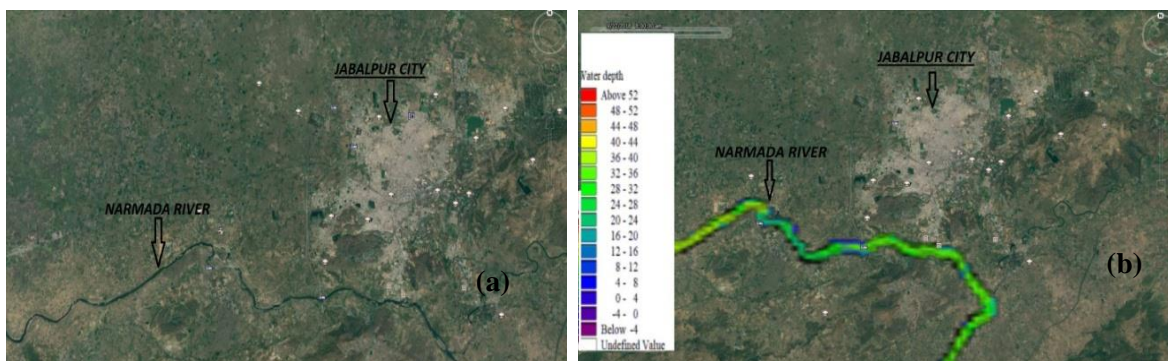 JABALPUR CITY
NARMADA RIVER
(a)
Water depth
Above 52
48 - 52
44 - 48
40 - 44
36 - 40
32 - 36
28 - 32
24 - 28
20 - 24
16 - 20
12 - 16
8 - 12
4 - 8
0 - 4
-4 - 0
Below -4
Undefined Value
JABALPUR CITY
NARMADA RIVER
(b)